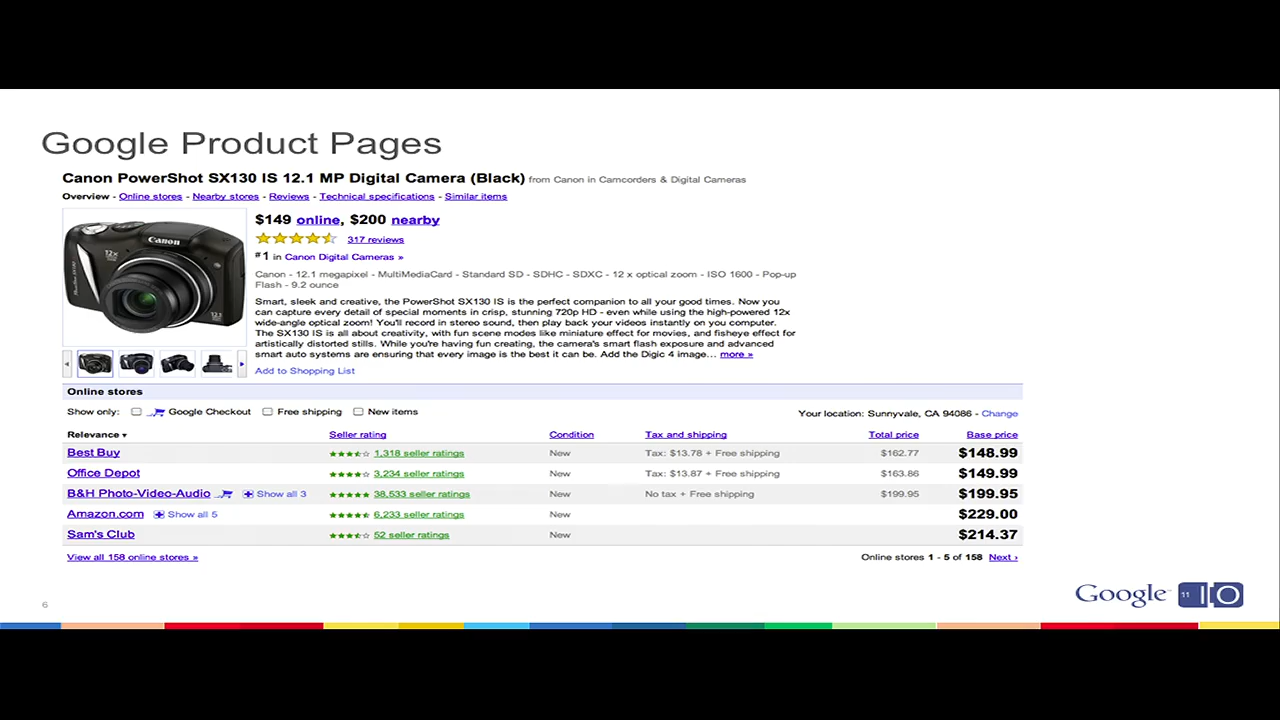 Google Product Pages
Canon PowerShot SX130 IS 12.1 MP Digital Camera (Black) from Canon in Camcorders & Digital Cameras
Overview - Online stores - Nearby stores - Reviews - Technical specifications - Similar items
$149 online, $200 nearby
317 reviews
#1 in Canon Digital Cameras »
Canon - 12.1 megapixel - MultiMediaCard - Standard SD - SDHC - SDXC - 12 x optical zoom - ISO 1600 - Pop-up
Flash - 9.2 ounce
Smart, sleek and creative, the PowerShot SX130 IS is the perfect companion to all your good times. Now you
can capture every detail of special moments in crisp, stunning 720p HD - even while using the high-powered 12x
wide-angle optical zoom! You'll record in stereo sound, then play back your videos instantly on you computer.
The SX130 IS is all about creativity, with fun scene modes like miniature effect for movies, and fisheye effect for
artistically distorted stills. While you're having fun creating, the camera's smart flash exposure and advanced
smart auto systems are ensuring that every image is the best it can be. Add the Digic 4 image... more »
Add to Shopping List
Canon
Online stores
Show only: Google Checkout Free shipping New items
Your location: Sunnyvale, CA 94086 - Change
Relevance ▾ Seller rating Condition Tax and shipping Total price Base price
Best Buy 1,318 seller ratings New Tax: $13.78 + Free shipping $162.77 $148.99
Office Depot 3,234 seller ratings New Tax: $13.87 + Free shipping $163.86 $149.99
B&H Photo-Video-Audio Show all 3 38,533 seller ratings New No tax + Free shipping $199.95 $199.95
Amazon.com Show all 5 6,233 seller ratings New $229.00
Sam's Club 52 seller ratings New $214.37
View all 158 online stores » Online stores 1 - 5 of 158 Next ›
6
Google 11 IO